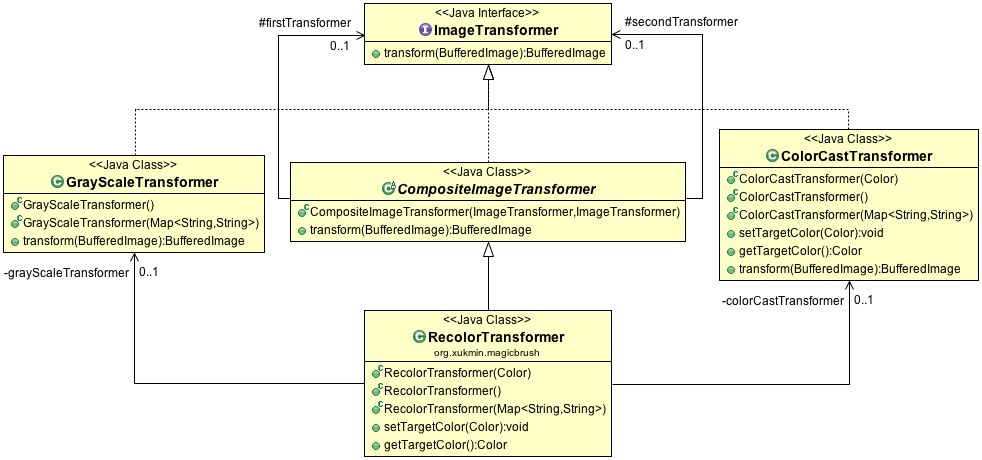 <<Java Interface>>
ImageTransformer
transform(BufferedImage):BufferedImage
#firstTransformer
0..1
#secondTransformer
0..1
<<Java Class>>
GrayScaleTransformer
GrayScaleTransformer()
GrayScaleTransformer(Map<String,String>)
transform(BufferedImage):BufferedImage
<<Java Class>>
CompositeImageTransformer
CompositeImageTransformer(ImageTransformer,ImageTransformer)
transform(BufferedImage):BufferedImage
<<Java Class>>
ColorCastTransformer
ColorCastTransformer(Color)
ColorCastTransformer()
ColorCastTransformer(Map<String,String>)
setTargetColor(Color):void
getTargetColor():Color
transform(BufferedImage):BufferedImage
-grayScaleTransformer
0..1
-colorCastTransformer
0..1
<<Java Class>>
RecolorTransformer
org.xukmin.magicbrush
RecolorTransformer(Color)
RecolorTransformer()
RecolorTransformer(Map<String,String>)
setTargetColor(Color):void
getTargetColor():Color